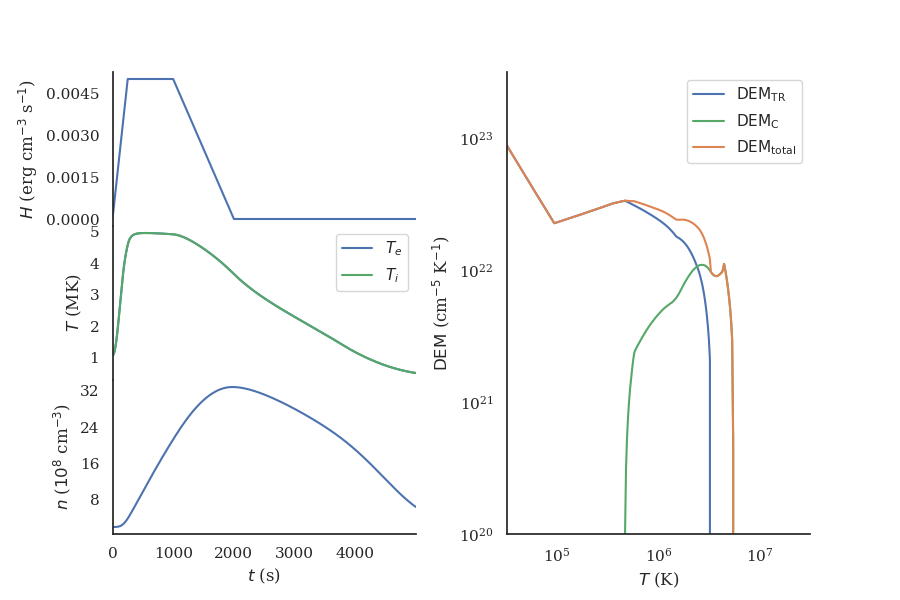 H (erg cm⁻³ s⁻¹)
0.0045
0.0030
0.0015
0.0000
T (MK)
5
4
3
2
1
Tₑ
Tᵢ
n (10⁸ cm⁻³)
32
24
16
8
0
1000
2000
3000
4000
t (s)
DEM (cm⁻⁵ K⁻¹)
10²³
10²²
10²¹
10²⁰
DEM_TR
DEM_C
DEM_total
10⁵
10⁶
10⁷
T (K)